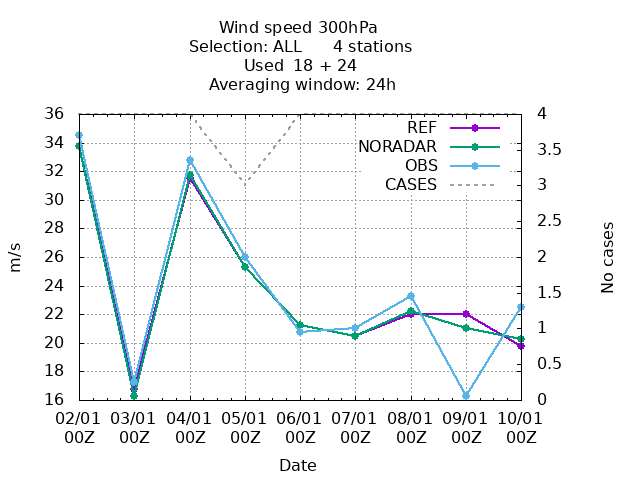 Wind speed 300hPa
Selection: ALL 4 stations
Used 18 + 24
Averaging window: 24h
36
34
32
30
28
26
24
22
20
18
16
m/s
4
3.5
3
2.5
2
1.5
1
0.5
0
No cases
REF
NORADAR
OBS
CASES
02/01 03/01 04/01 05/01 06/01 07/01 08/01 09/01 10/01
00Z 00Z 00Z 00Z 00Z 00Z 00Z 00Z 00Z
Date